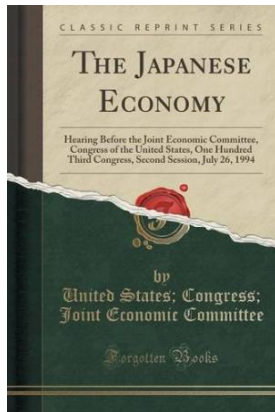 CLASSIC REPRINT SERIES
THE JAPANESE
ECONOMY
Hearing Before the Joint Economic Committee,
Congress of the United States, One Hundred
Third Congress, Second Session, July 26, 1994
by
United States; Congress;
Joint Economic Committee
Forgotten Books